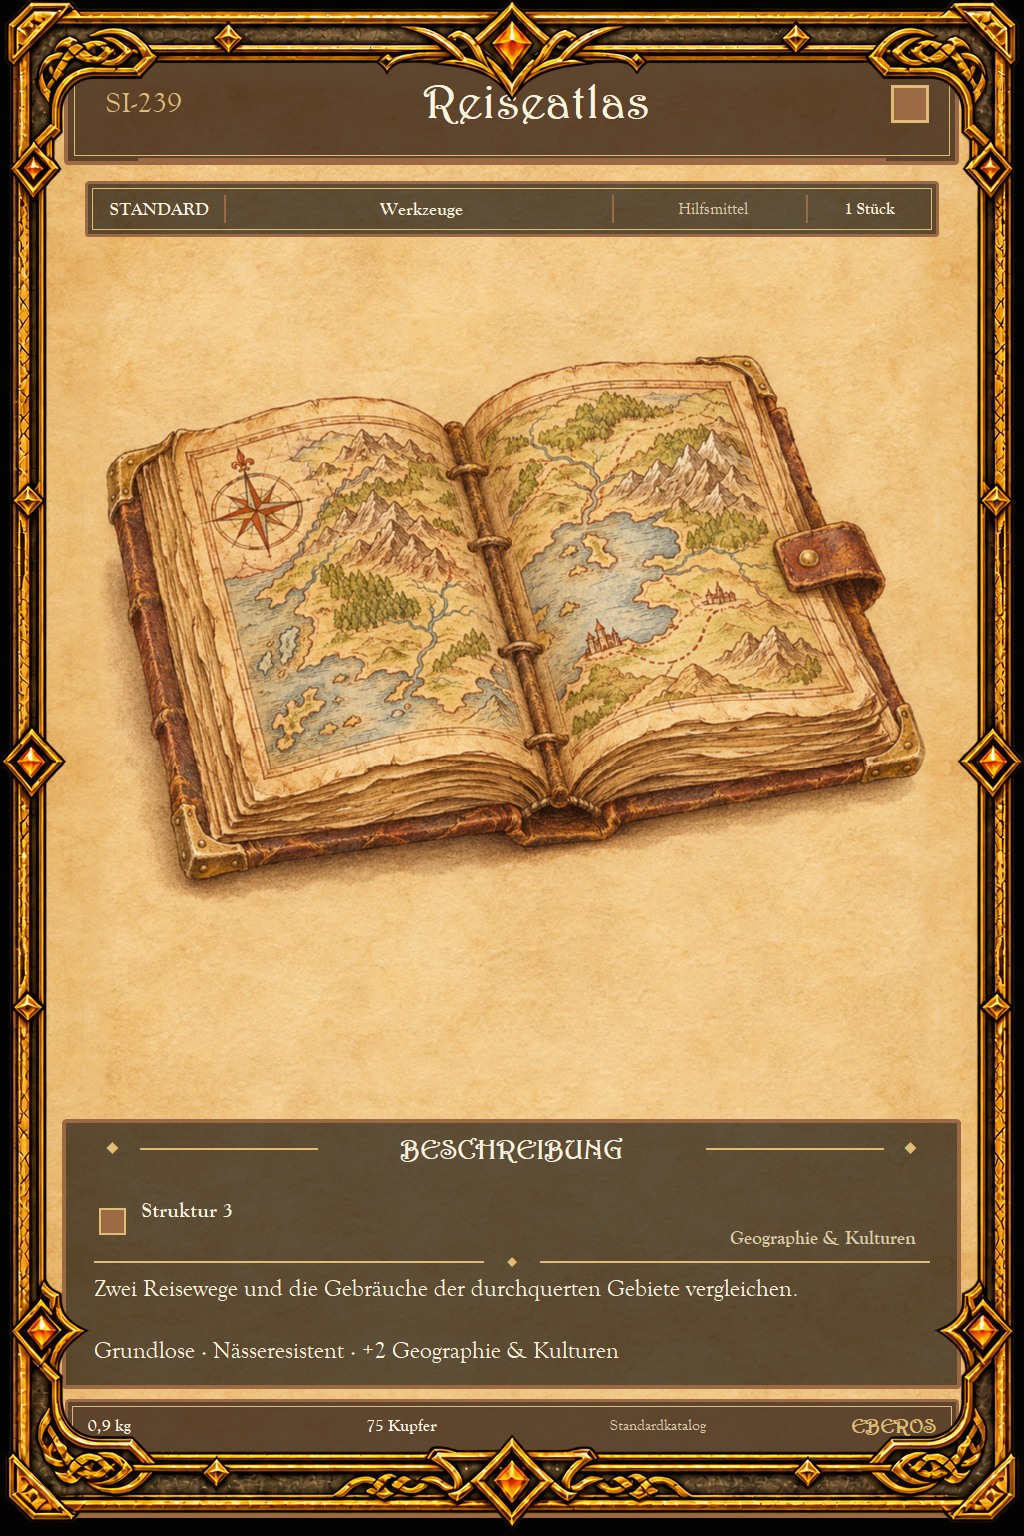 SI-239
Reiseatlas
STANDARD
Werkzeuge
Hilfsmittel
1 Stück
BESCHREIBUNG
Struktur 3
Geographie & Kulturen
Zwei Reisewege und die Gebräuche der durchquerten Gebiete vergleichen.
Grundlose · Nässeresistent · +2 Geographie & Kulturen
0,9 kg
75 Kupfer
Standardkatalog
EBEROS